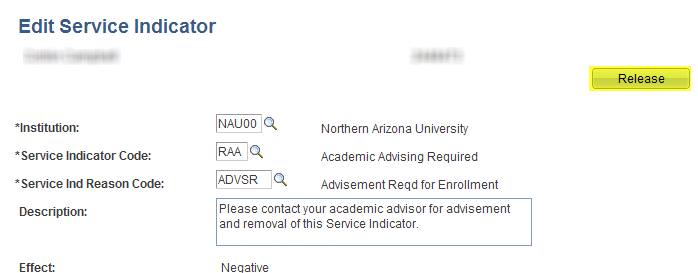 Edit Service Indicator
Release
*Institution: NAU00 Northern Arizona University
*Service Indicator Code: RAA Academic Advising Required
*Service Ind Reason Code: ADVSR Advisement Reqd for Enrollment
Description: Please contact your academic advisor for advisement
and removal of this Service Indicator.
Effect: Negative